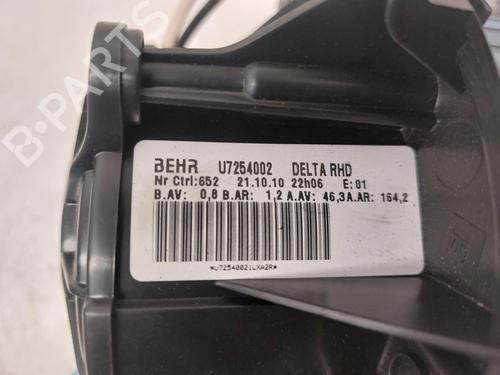 BEHR U7254002 DELTA RHD
Nr Ctrl:652 21.10.10 22h06 E:01
B.AV: 0,8 B.AR: 1,2 A.AV: 46,3 A.AR: 164,2
*U72540021LXA2R*
B-PARTS